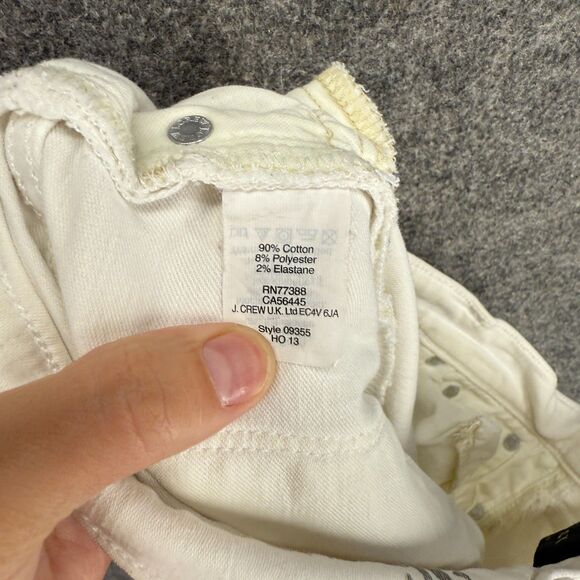 90% Cotton
8% Polyester
2% Elastane
RN77388
CA56445
J. CREW U.K. Ltd EC4V 6JA
Style 09355
HO 13